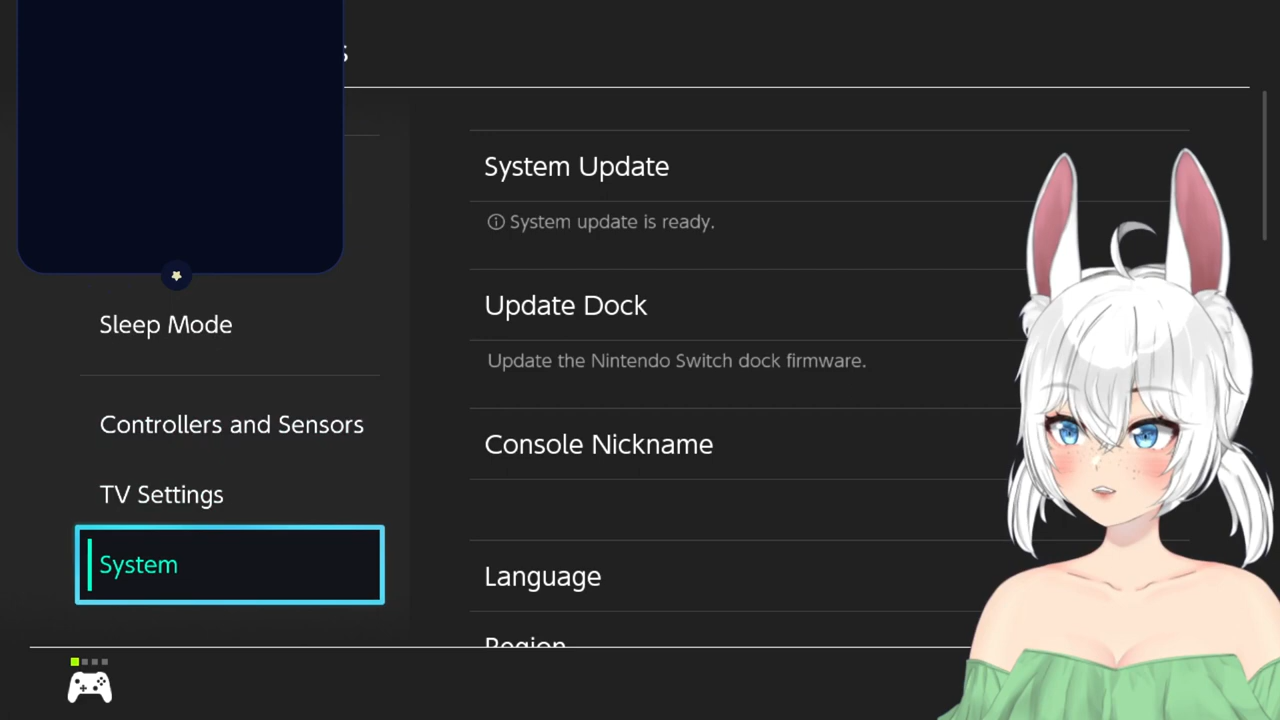 Sleep Mode
Controllers and Sensors
TV Settings
System
System Update
System update is ready.
Update Dock
Update the Nintendo Switch dock firmware.
Console Nickname
Language
Region